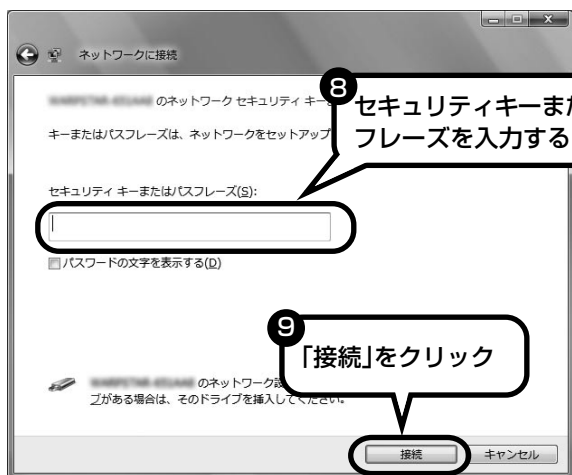 ネットワークに接続
のネットワーク セキュリティ キー
8
セキュリティキーまた
フレーズを入力する
キーまたはパスフレーズは、ネットワークをセットアップ
セキュリティ キーまたはパスフレーズ(S):
パスワードの文字を表示する(D)
9
「接続」をクリック
のネットワーク設
ブがある場合は、そのドライブを挿入してください。
接続
キャンセル